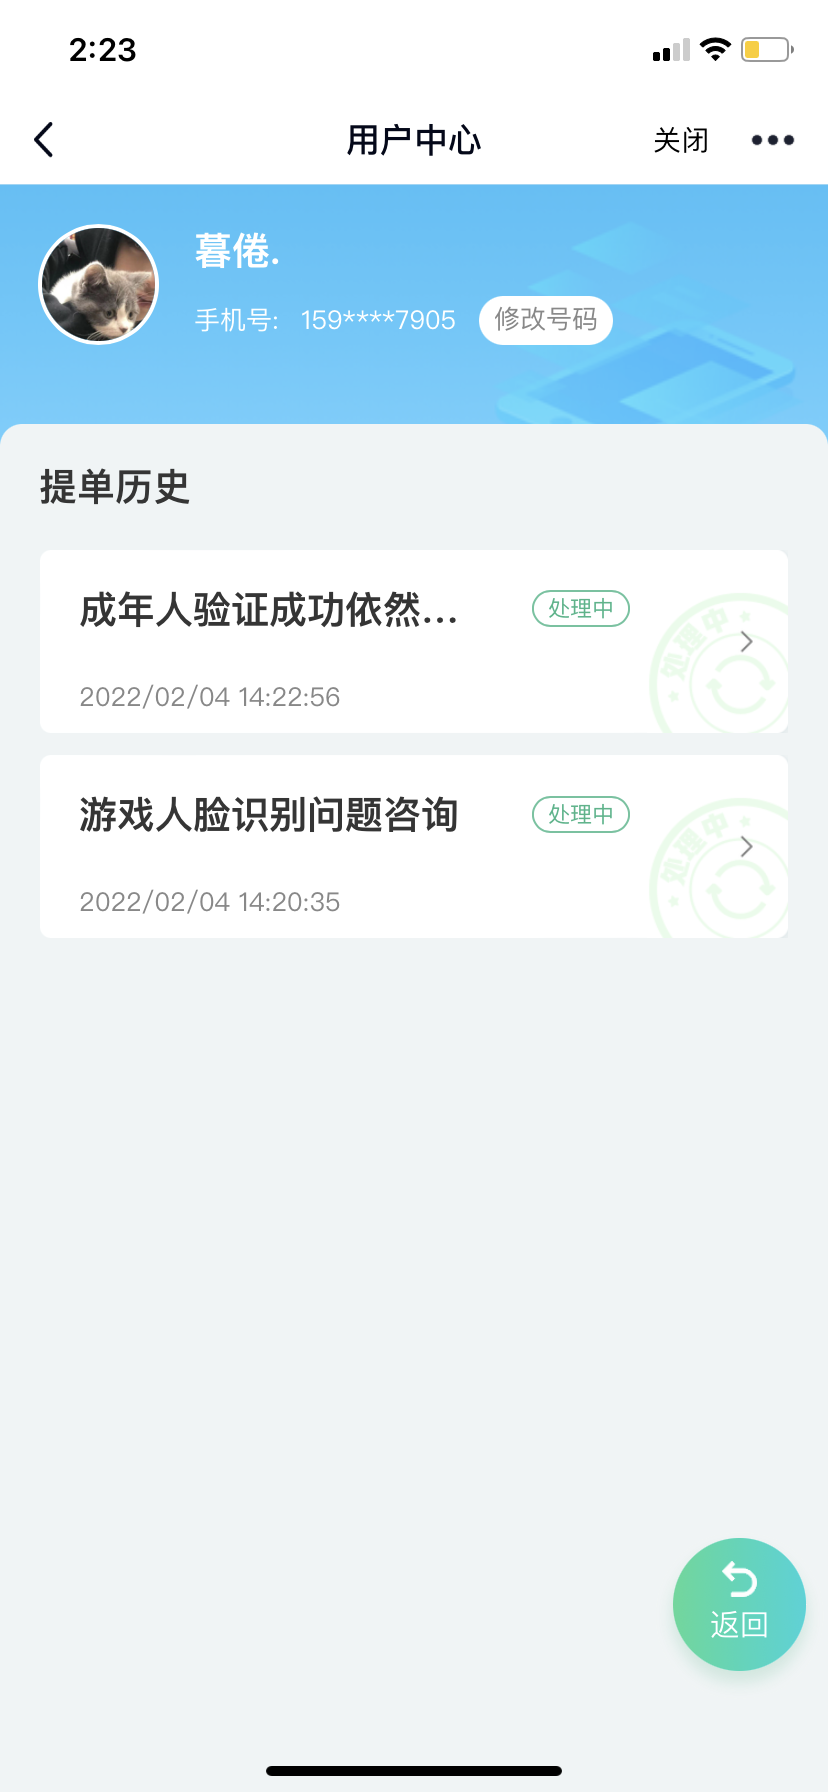 2:23
用户中心
关闭
暮倦.
手机号: 159****7905
修改号码
提单历史
成年人验证成功依然...
处理中
处理中
2022/02/04 14:22:56
游戏人脸识别问题咨询
处理中
处理中
2022/02/04 14:20:35
返回